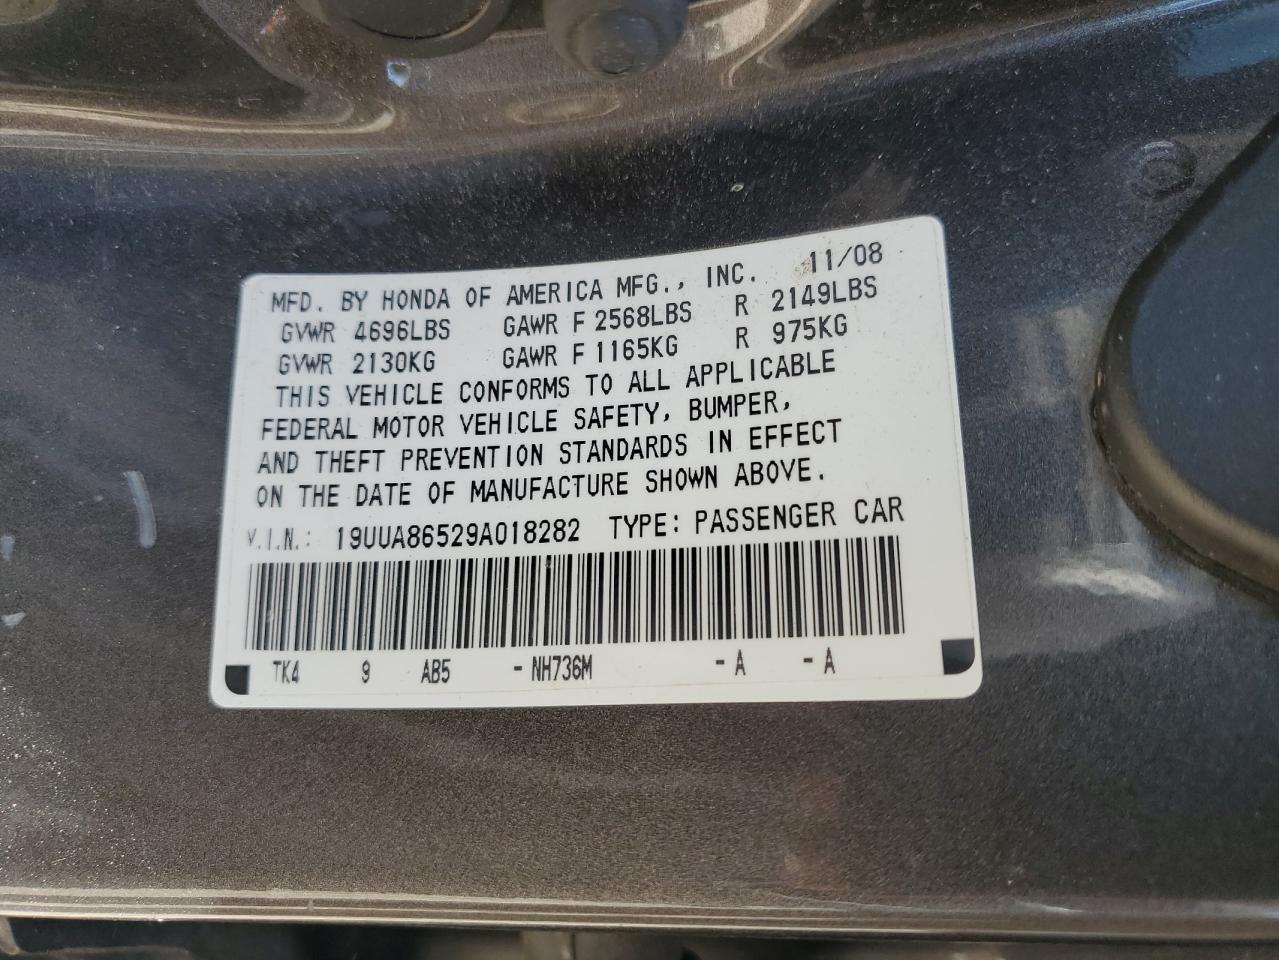 MFD. BY HONDA OF AMERICA MFG., INC. 11/08
GVWR 4696LBS GAWR F 2568LBS R 2149LBS
GVWR 2130KG GAWR F 1165KG R 975KG
THIS VEHICLE CONFORMS TO ALL APPLICABLE
FEDERAL MOTOR VEHICLE SAFETY, BUMPER,
AND THEFT PREVENTION STANDARDS IN EFFECT
ON THE DATE OF MANUFACTURE SHOWN ABOVE.
V.I.N.: 19UUA86529A018282 TYPE: PASSENGER CAR
TK4 9 AB5 -NH736M -A -A